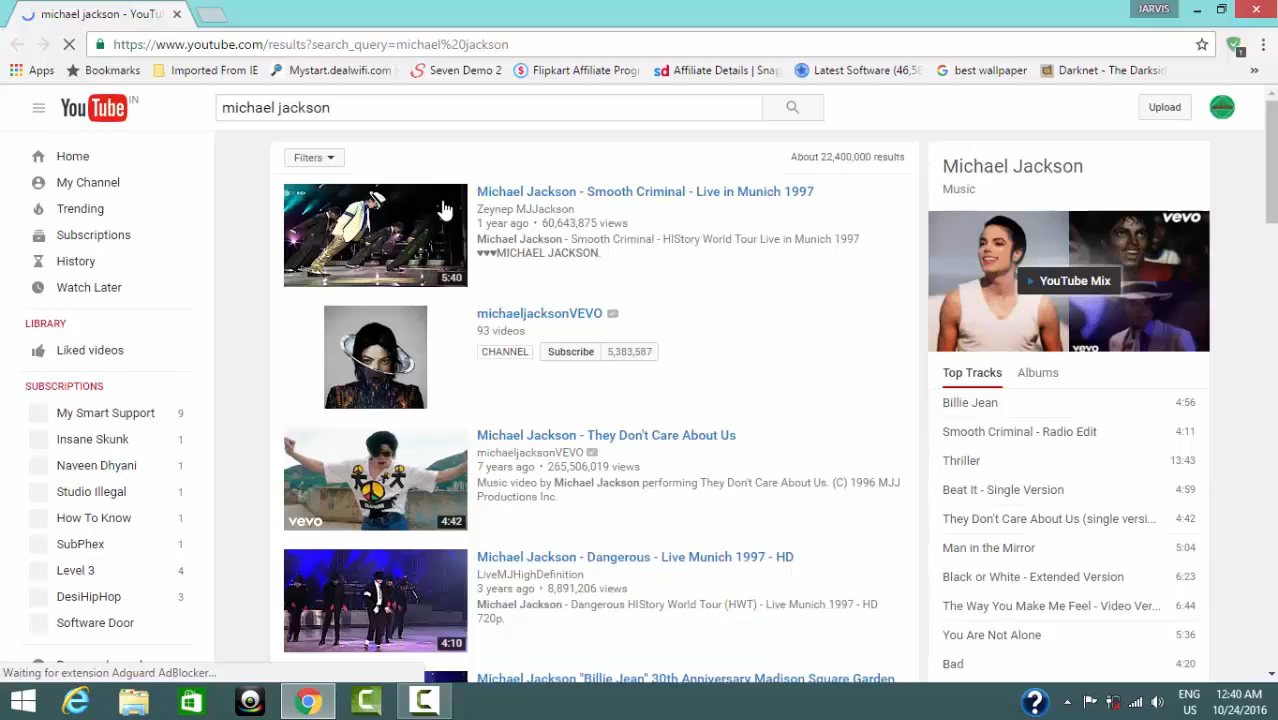 michael jackson - YouTu
JARVIS
https://www.youtube.com/results?search_query=michael%20jackson
1
Apps
Bookmarks
Imported From IE
Mystart.dealwifi.com
Seven Demo 2
Flipkart Affiliate Prog
sd Affiliate Details | Snap
Latest Software (46,58
best wallpaper
Darknet - The Darksid
YouTube IN
michael jackson
Upload
Home
My Channel
Trending
Subscriptions
History
Watch Later
LIBRARY
Liked videos
SUBSCRIPTIONS
My Smart Support 9
Insane Skunk 1
Naveen Dhyani 1
Studio Illegal 1
How To Know 1
SubPhex 1
Level 3 4
DesiHipHop 3
Software Door
Filters
About 22,400,000 results
5:40
Michael Jackson - Smooth Criminal - Live in Munich 1997
Zeynep MJJackson
1 year ago • 60,643,875 views
Michael Jackson - Smooth Criminal - HIStory World Tour Live in Munich 1997
♥♥♥MICHAEL JACKSON.
michaeljacksonVEVO
93 videos
CHANNEL Subscribe 5,383,587
vevo 4:42
Michael Jackson - They Don't Care About Us
michaeljacksonVEVO
7 years ago • 265,506,019 views
Music video by Michael Jackson performing They Don't Care About Us. (C) 1996 MJJ
Productions Inc.
4:10
Michael Jackson - Dangerous - Live Munich 1997 - HD
LiveMJHighDefinition
3 years ago • 8,891,206 views
Michael Jackson - Dangerous HIStory World Tour (HWT) - Live Munich 1997 - HD
720p.
Michael Jackson "Billie Jean" 30th Anniversary Madison Square Garden
Michael Jackson
Music
vevo
YouTube Mix
vevo
Top Tracks Albums
Billie Jean 4:56
Smooth Criminal - Radio Edit 4:11
Thriller 13:43
Beat It - Single Version 4:59
They Don't Care About Us (single versi... 4:42
Man in the Mirror 5:04
Black or White - Extended Version 6:23
The Way You Make Me Feel - Video Ver... 6:44
You Are Not Alone 5:36
Bad 4:20
Waiting for extension Adguard AdBlocker...
ENG
US
12:40 AM
10/24/2016